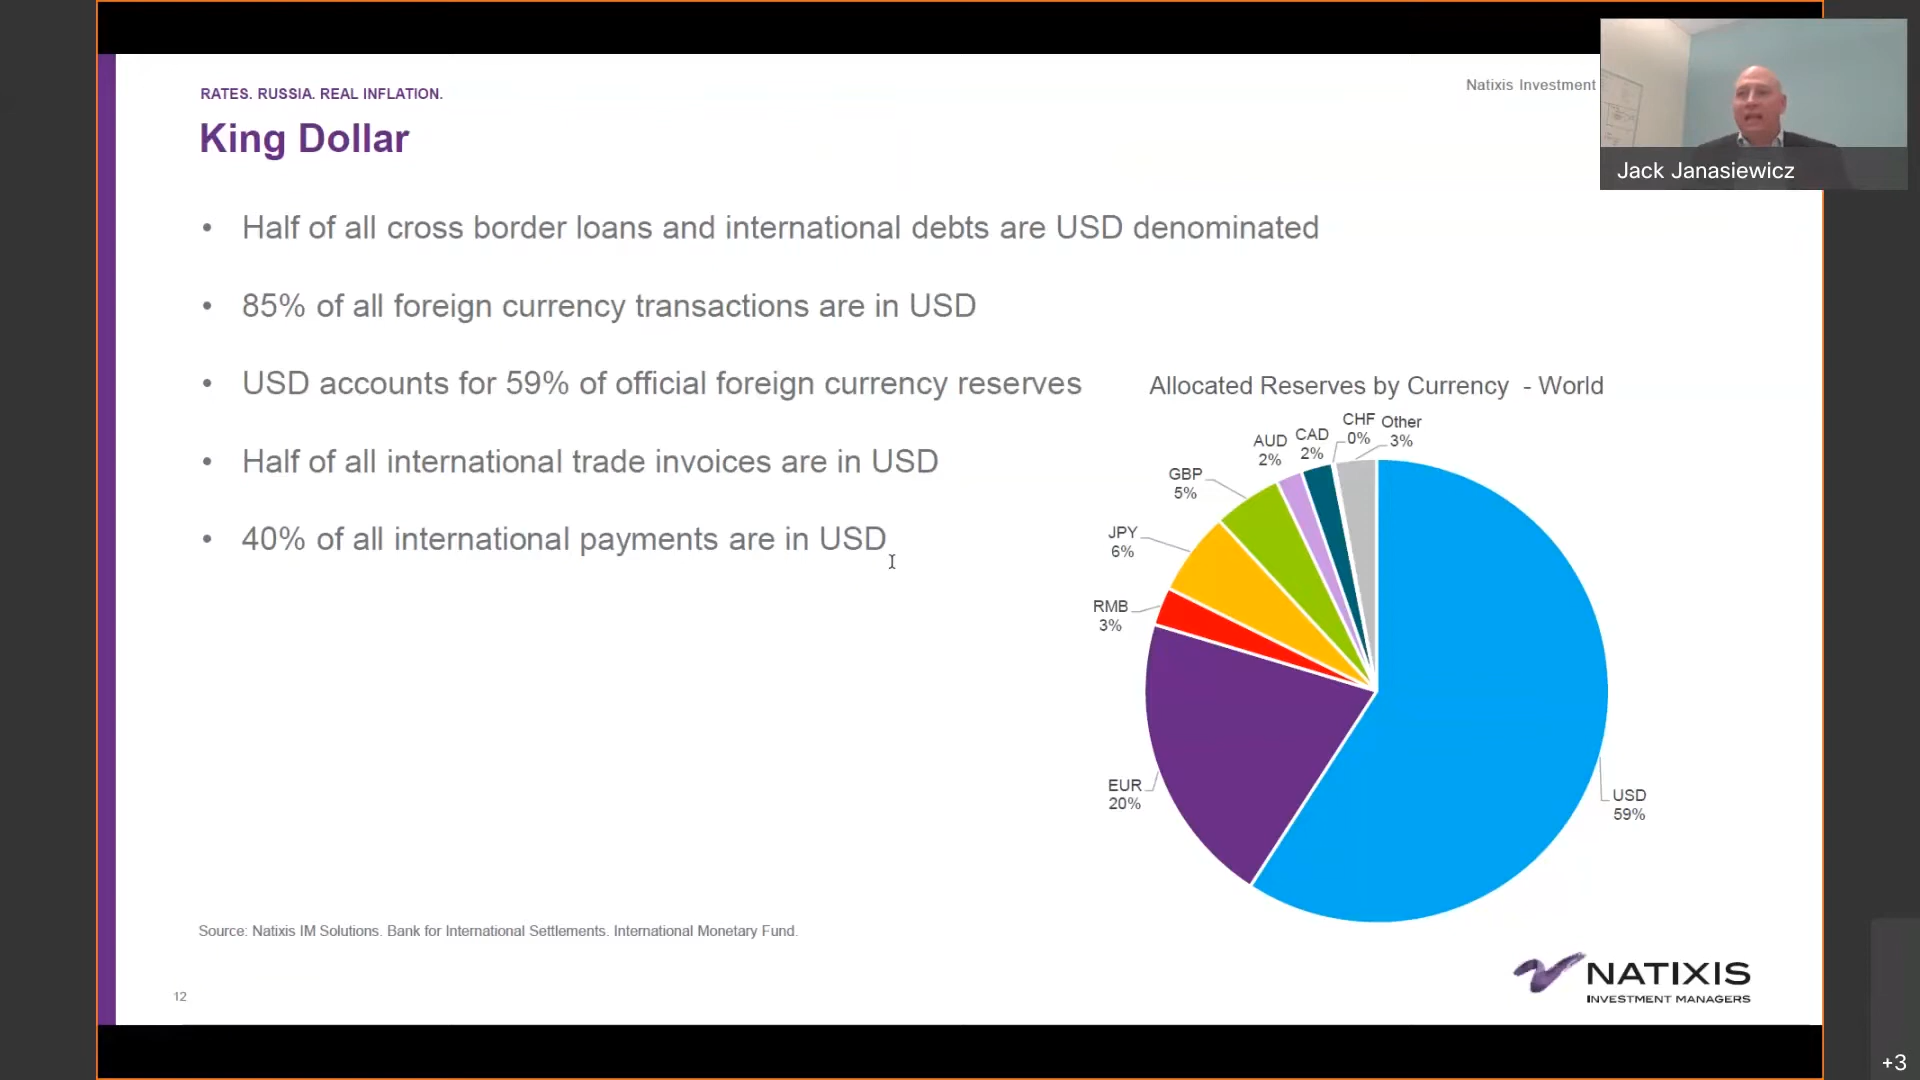 RATES. RUSSIA. REAL INFLATION.
Natixis Investment
King Dollar
Jack Janasiewicz
• Half of all cross border loans and international debts are USD denominated
• 85% of all foreign currency transactions are in USD
• USD accounts for 59% of official foreign currency reserves
• Half of all international trade invoices are in USD
• 40% of all international payments are in USD
Allocated Reserves by Currency - World
CHF
0%
Other
3%
CAD
2%
AUD
2%
GBP
5%
JPY
6%
RMB
3%
EUR
20%
USD
59%
Source: Natixis IM Solutions. Bank for International Settlements. International Monetary Fund.
12
NATIXIS
INVESTMENT MANAGERS
+3